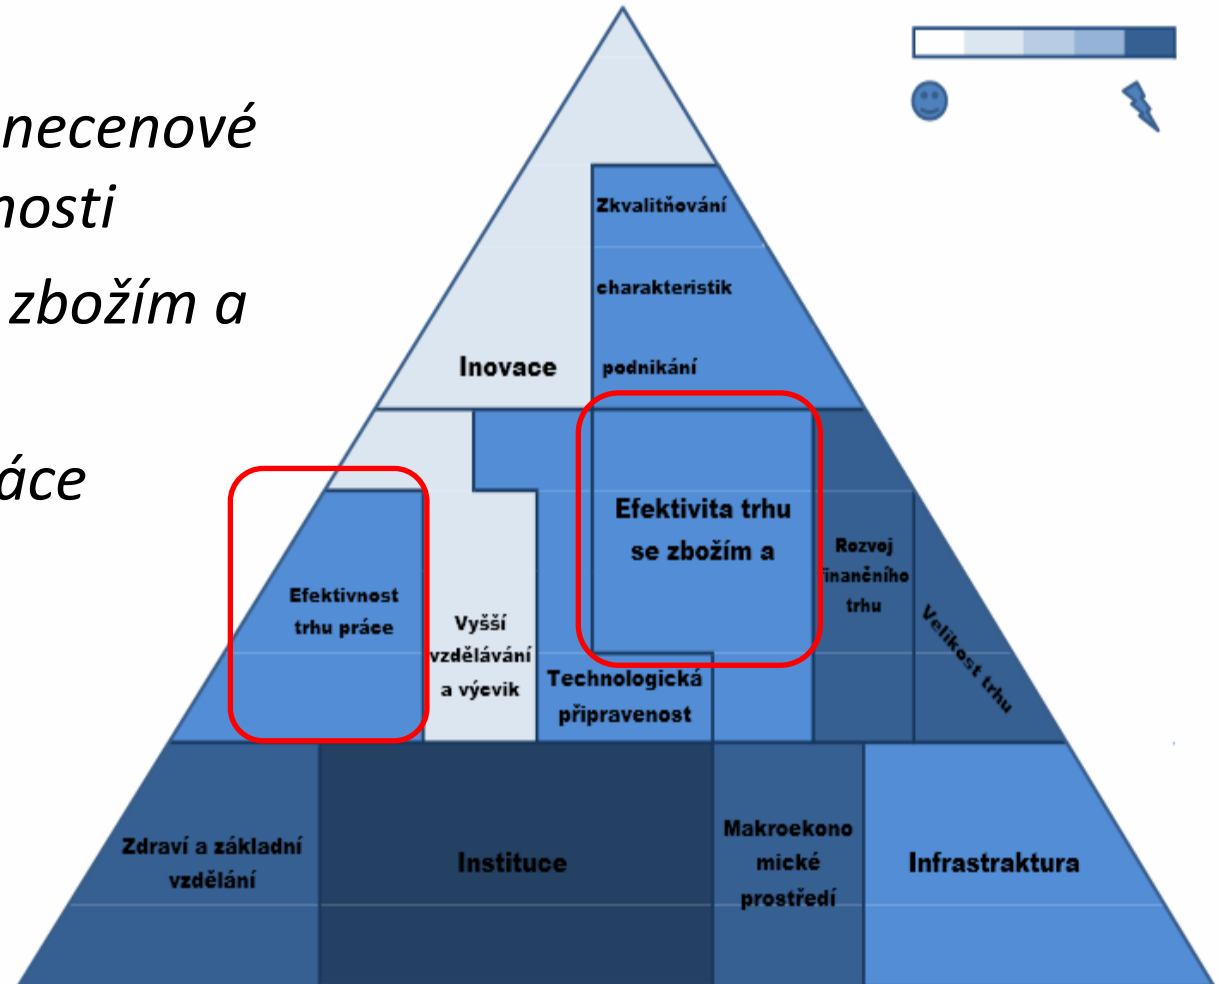 necenové
nosti
zbožím a
áce
Zkvalitňování
charakteristik
podnikání
Inovace
Efektivita trhu
se zbožím a
Rozvoj
finančního
trhu
Velikost trhu
Efektivnost
trhu práce
Vyšší
vzdělávání
a výcvik
Technologická
připravenost
Zdraví a základní
vzdělání
Instituce
Makroekono
mické
prostředí
Infrastraktura